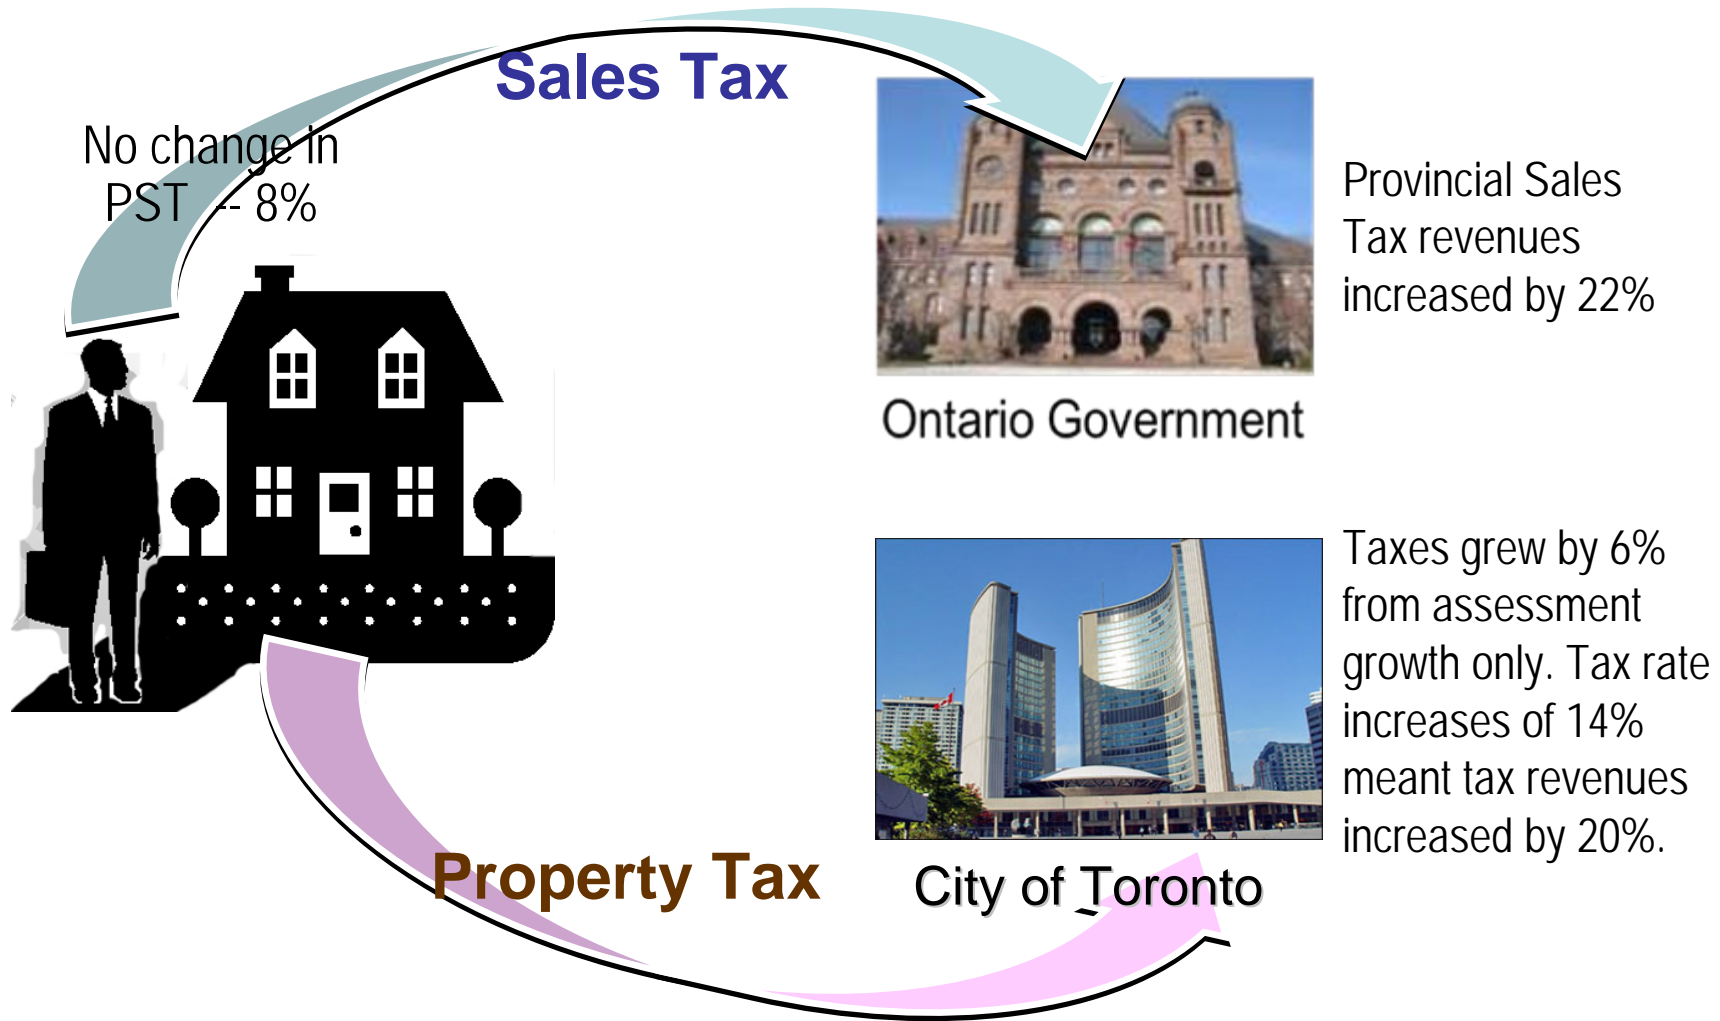 Sales Tax
No change in
PST -- 8%
Provincial Sales
Tax revenues
increased by 22%
Ontario Government
Taxes grew by 6%
from assessment
growth only. Tax rate
increases of 14%
meant tax revenues
increased by 20%.
Property Tax
City of Toronto